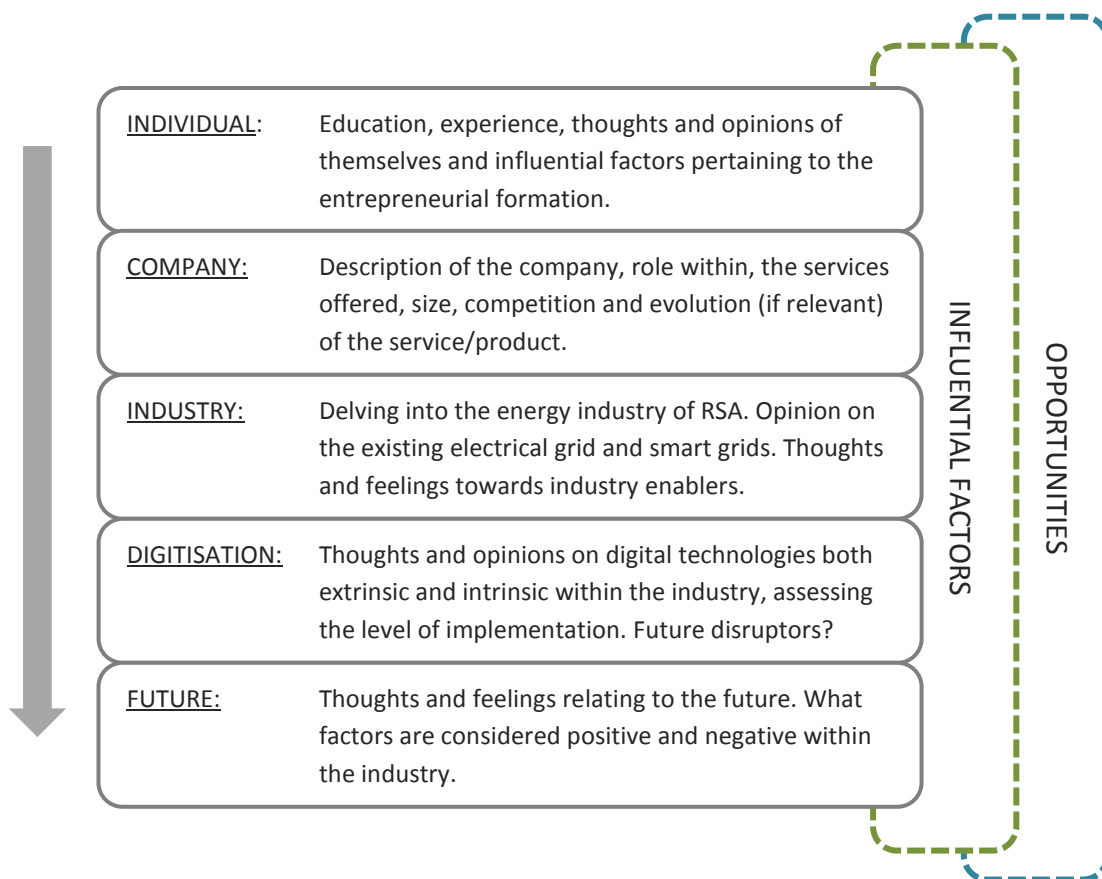 INDIVIDUAL: Education, experience, thoughts and opinions of
themselves and influential factors pertaining to the
entrepreneurial formation.
COMPANY: Description of the company, role within, the services
offered, size, competition and evolution (if relevant)
of the service/product.
INDUSTRY: Delving into the energy industry of RSA. Opinion on
the existing electrical grid and smart grids. Thoughts
and feelings towards industry enablers.
DIGITISATION: Thoughts and opinions on digital technologies both
extrinsic and intrinsic within the industry, assessing
the level of implementation. Future disruptors?
FUTURE: Thoughts and feelings relating to the future. What
factors are considered positive and negative within
the industry.
INFLUENTIAL FACTORS
OPPORTUNITIES